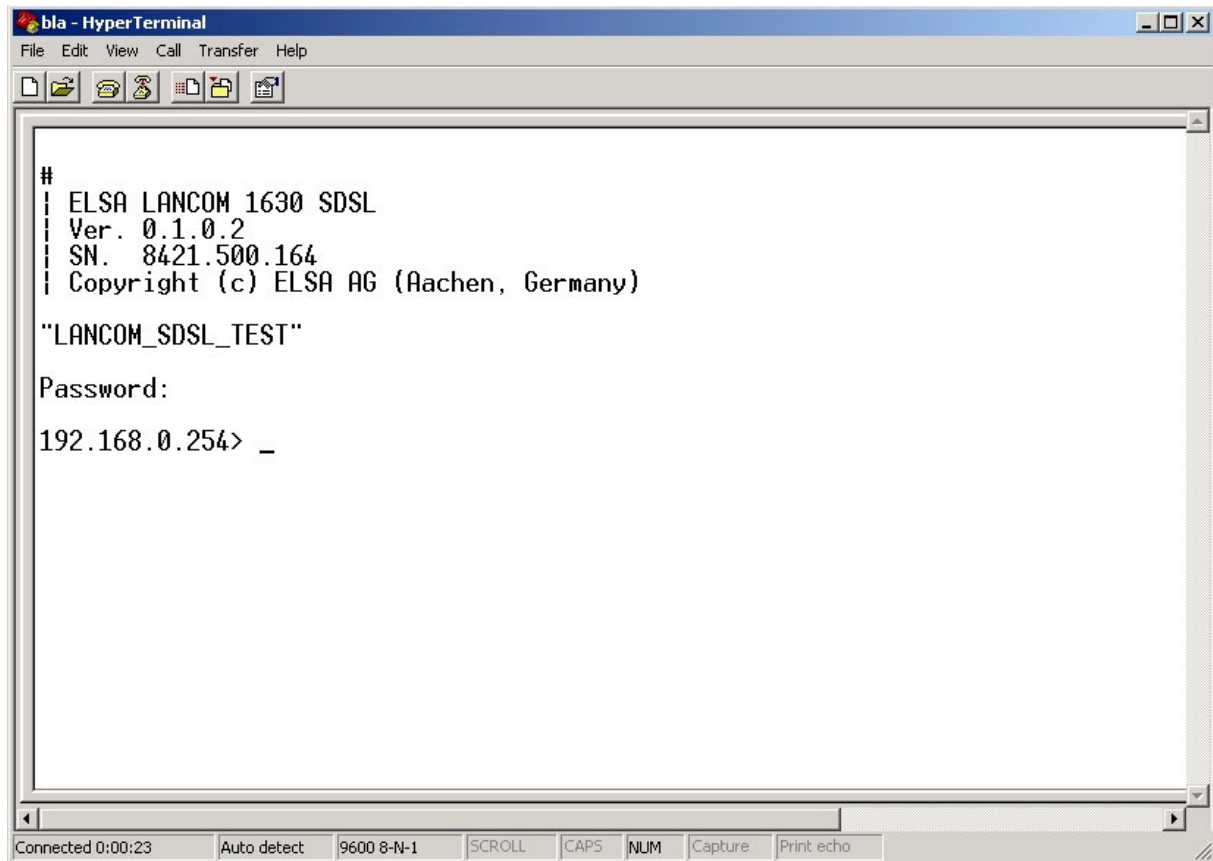 bla - HyperTerminal
File Edit View Call Transfer Help
#
| ELSA LANCOM 1630 SDSL
| Ver. 0.1.0.2
| SN.  8421.500.164
| Copyright (c) ELSA AG (Aachen, Germany)
"LANCOM_SDSL_TEST"
Password:
192.168.0.254> _
Connected 0:00:23 Auto detect 9600 8-N-1 SCROLL CAPS NUM Capture Print echo